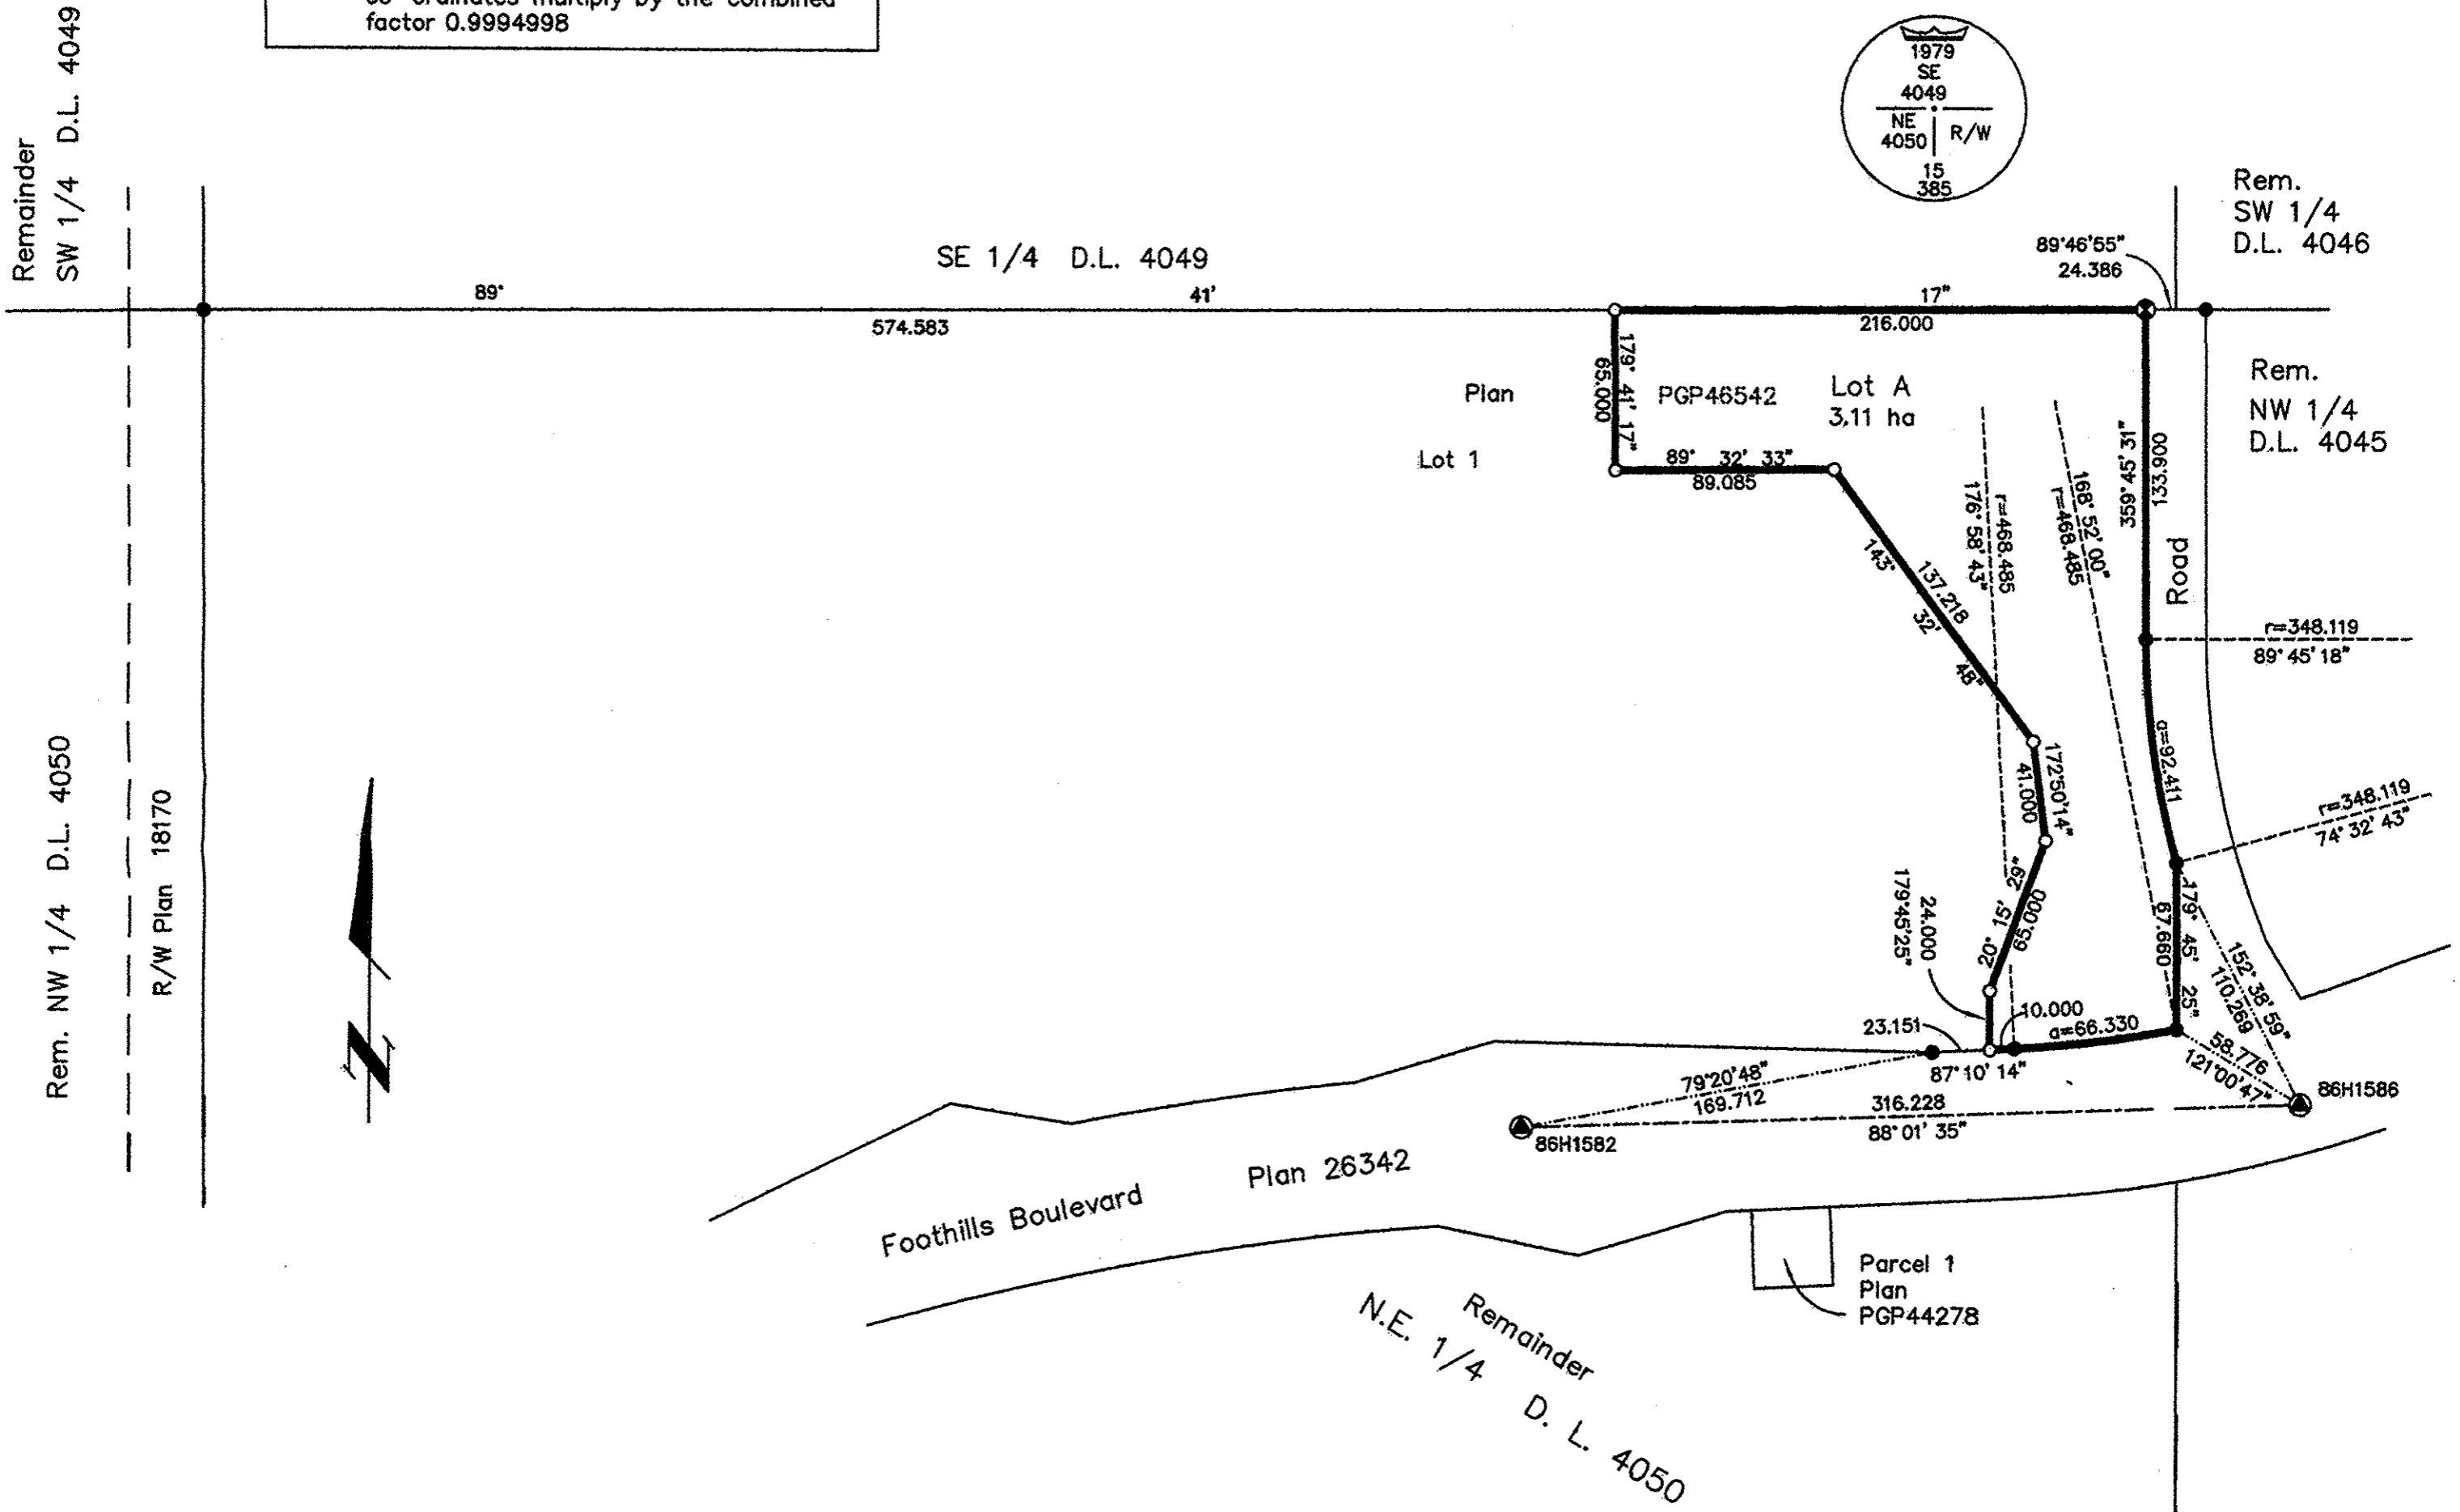 co-ordinates multiply by the combined
factor 0.9994998
Remainder
SW 1/4 D.L. 4049
1979
SE
4049
NE
4050
R/W
15
385
Rem.
SW 1/4
D.L. 4046
SE 1/4 D.L. 4049
89°46'55"
24.386
89° 41' 17"
574.583
216.000
179° 41' 17"
65.000
Plan PGP46542
Lot A
3.11 ha
Lot 1
89° 32' 33"
89.085
Rem.
NW 1/4
D.L. 4045
359°45'31"
133.900
Road
r=468.485
176°58'43"
168°52'00"
r=468.485
143° 32' 48"
137.218
r=348.119
89°45'18"
a=92.411
172°50'14"
41.000
r=348.119
74°32'43"
20° 15' 29"
65.000
24.000
179°45'25"
179° 45' 25"
67.660
152°38'59"
110.269
23.151
10.000
a=66.330
87°10'14"
58.776
121°00'47"
86H1586
79°20'48"
169.712
316.228
88°01'35"
86H1582
Rem. NW 1/4 D.L. 4050
R/W Plan 18170
N
Foothills Boulevard
Plan 26342
Parcel 1
Plan
PGP44278
Remainder
N.E. 1/4 D. L. 4050